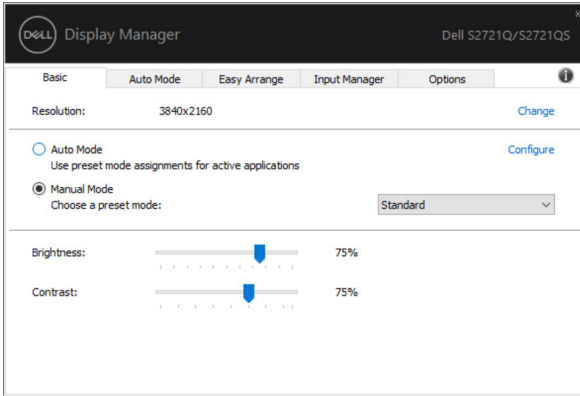 DELL Display Manager Dell S2721Q/S2721QS
Basic Auto Mode Easy Arrange Input Manager Options
Resolution: 3840x2160 Change
Auto Mode Configure
Use preset mode assignments for active applications
Manual Mode
Choose a preset mode: Standard
Brightness: 75%
Contrast: 75%